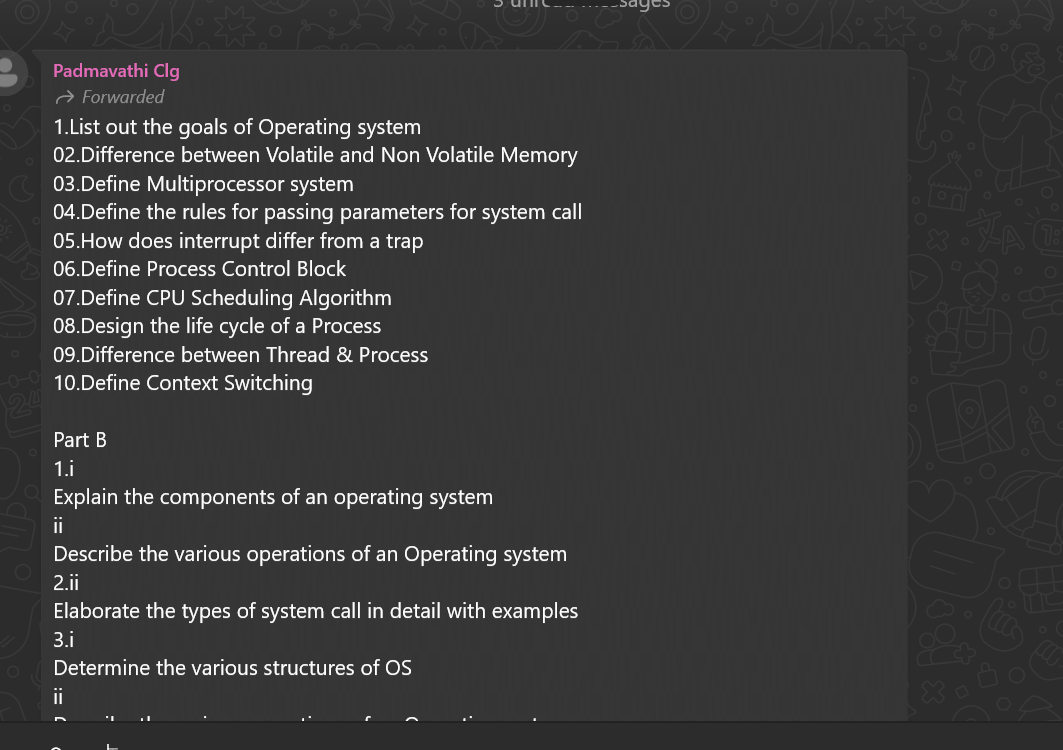 3 unread messages
Padmavathi Clg
Forwarded
1.List out the goals of Operating system
02.Difference between Volatile and Non Volatile Memory
03.Define Multiprocessor system
04.Define the rules for passing parameters for system call
05.How does interrupt differ from a trap
06.Define Process Control Block
07.Define CPU Scheduling Algorithm
08.Design the life cycle of a Process
09.Difference between Thread & Process
10.Define Context Switching
Part B
1.i
Explain the components of an operating system
ii
Describe the various operations of an Operating system
2.ii
Elaborate the types of system call in detail with examples
3.i
Determine the various structures of OS
ii